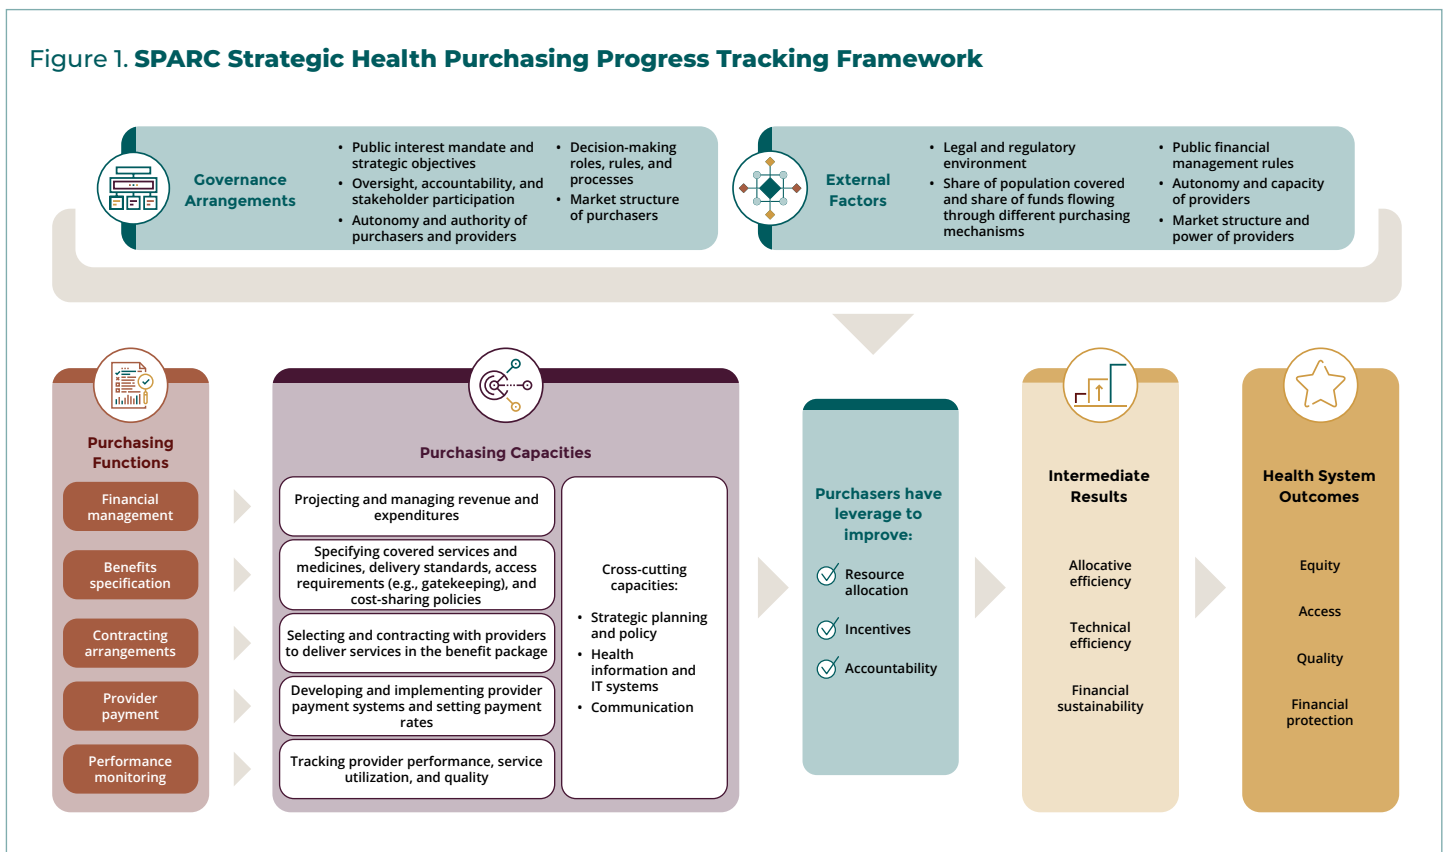 Figure 1. SPARC Strategic Health Purchasing Progress Tracking Framework
Governance
Arrangements
• Public interest mandate and
strategic objectives
• Oversight, accountability, and
stakeholder participation
• Autonomy and authority of
purchasers and providers
• Decision-making
roles, rules, and
processes
• Market structure
of purchasers
External
Factors
• Legal and regulatory
environment
• Share of population covered
and share of funds flowing
through different purchasing
mechanisms
• Public financial
management rules
• Autonomy and capacity
of providers
• Market structure and
power of providers
Purchasing
Functions
Financial
management
Benefits
specification
Contracting
arrangements
Provider
payment
Performance
monitoring
Purchasing Capacities
Projecting and managing revenue and
expenditures
Specifying covered services and
medicines, delivery standards, access
requirements (e.g., gatekeeping), and
cost-sharing policies
Selecting and contracting with providers
to deliver services in the benefit package
Developing and implementing provider
payment systems and setting payment
rates
Tracking provider performance, service
utilization, and quality
Cross-cutting
capacities:
• Strategic planning
and policy
• Health
information and
IT systems
• Communication
Purchasers have
leverage to
improve:
Resource
allocation
Incentives
Accountability
Intermediate
Results
Allocative
efficiency
Technical
efficiency
Financial
sustainability
Health System
Outcomes
Equity
Access
Quality
Financial
protection